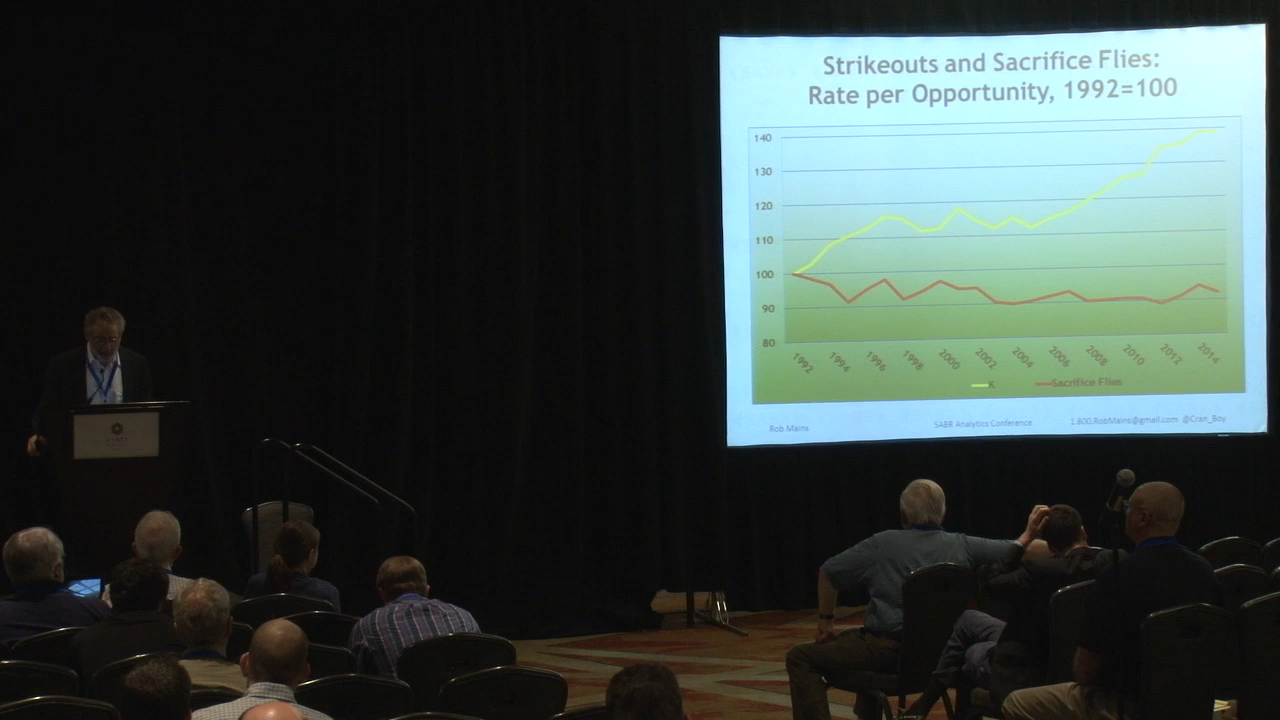 Strikeouts and Sacrifice Flies:
Rate per Opportunity, 1992=100
140
130
120
110
100
90
80
1992 1994 1996 1998 2000 2002 2004 2006 2008 2010 2012 2014
K Sacrifice Flies
Rob Mains SABR Analytics Conference 1.800.RobMains@gmail.com @Cran_Boy
HYATT